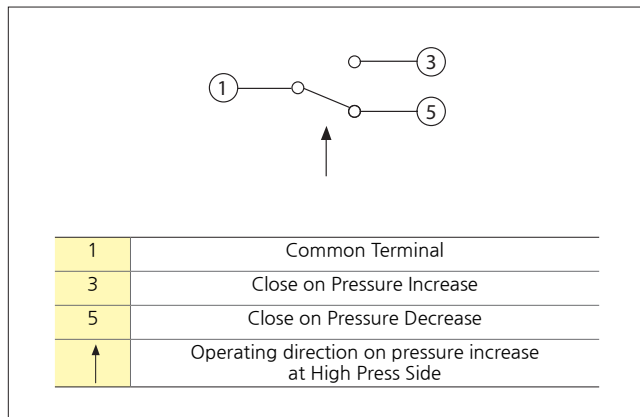 3
1
5
1 Common Terminal
3 Close on Pressure Increase
5 Close on Pressure Decrease
Operating direction on pressure increase
at High Press Side